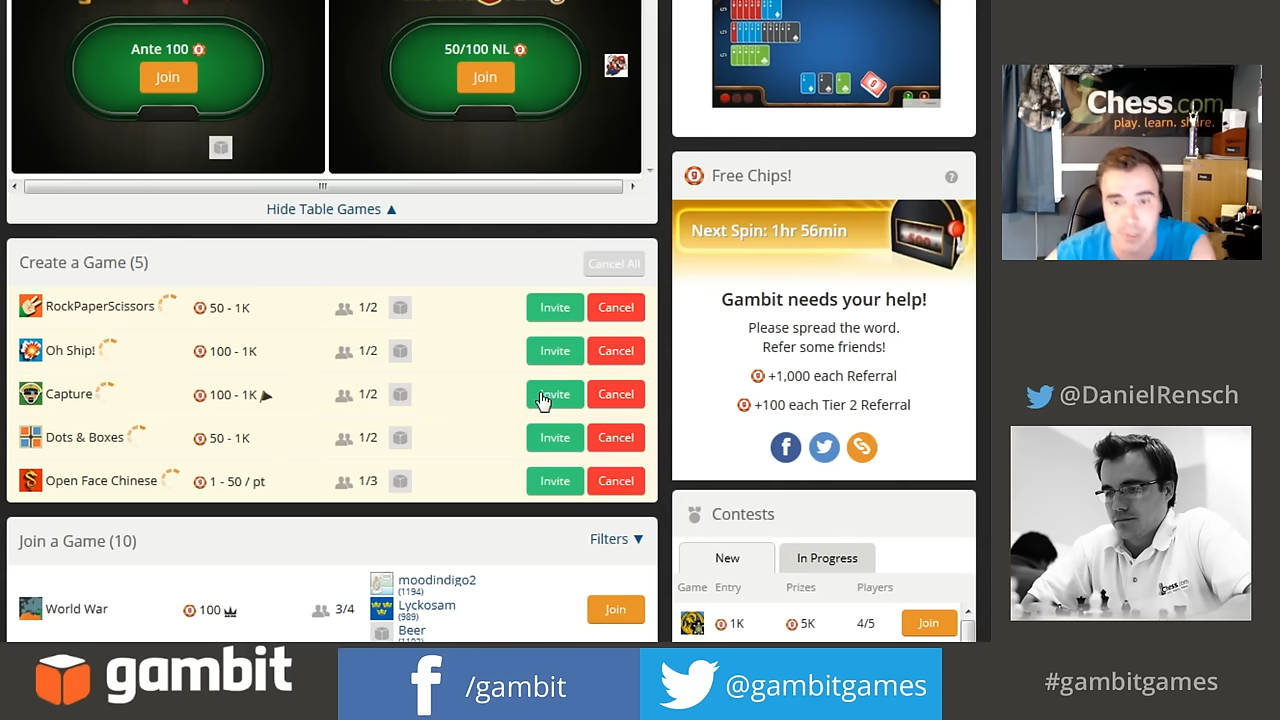 Ante 100
Join
50/100 NL
Join
Hide Table Games ▲
Create a Game (5)
Cancel All
RockPaperScissors 50 - 1K 1/2 Invite Cancel
Oh Ship! 100 - 1K 1/2 Invite Cancel
Capture 100 - 1K 1/2 Invite Cancel
Dots & Boxes 50 - 1K 1/2 Invite Cancel
Open Face Chinese 1 - 50 / pt 1/3 Invite Cancel
Join a Game (10)
Filters ▼
World War 100 3/4
moodindigo2
(1194)
Lyckosam
(989)
Beer
Join
Free Chips!
?
Next Spin: 1hr 56min
Gambit needs your help!
Please spread the word.
Refer some friends!
+1,000 each Referral
+100 each Tier 2 Referral
Contests
New
In Progress
Game Entry Prizes Players
1K 5K 4/5 Join
Chess.com
play. learn. share.
@DanielRensch
Chess.com
gambit
/gambit
@gambitgames
#gambitgames